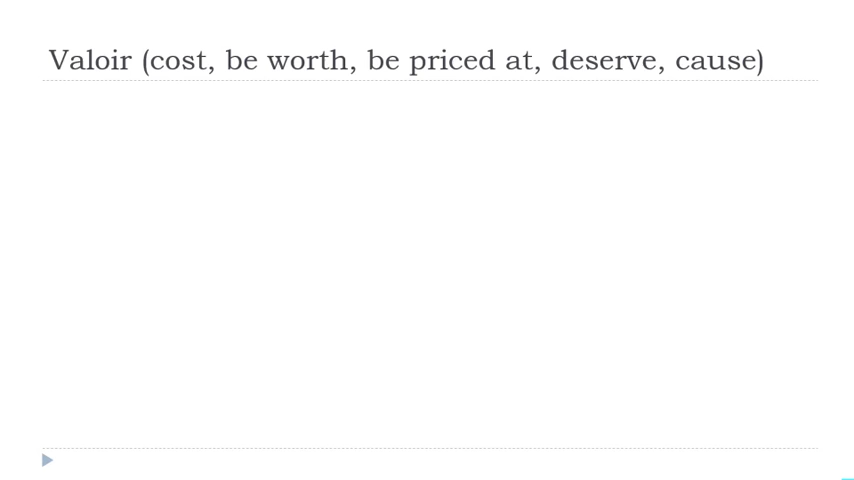 Valoir (cost, be worth, be priced at, deserve, cause)